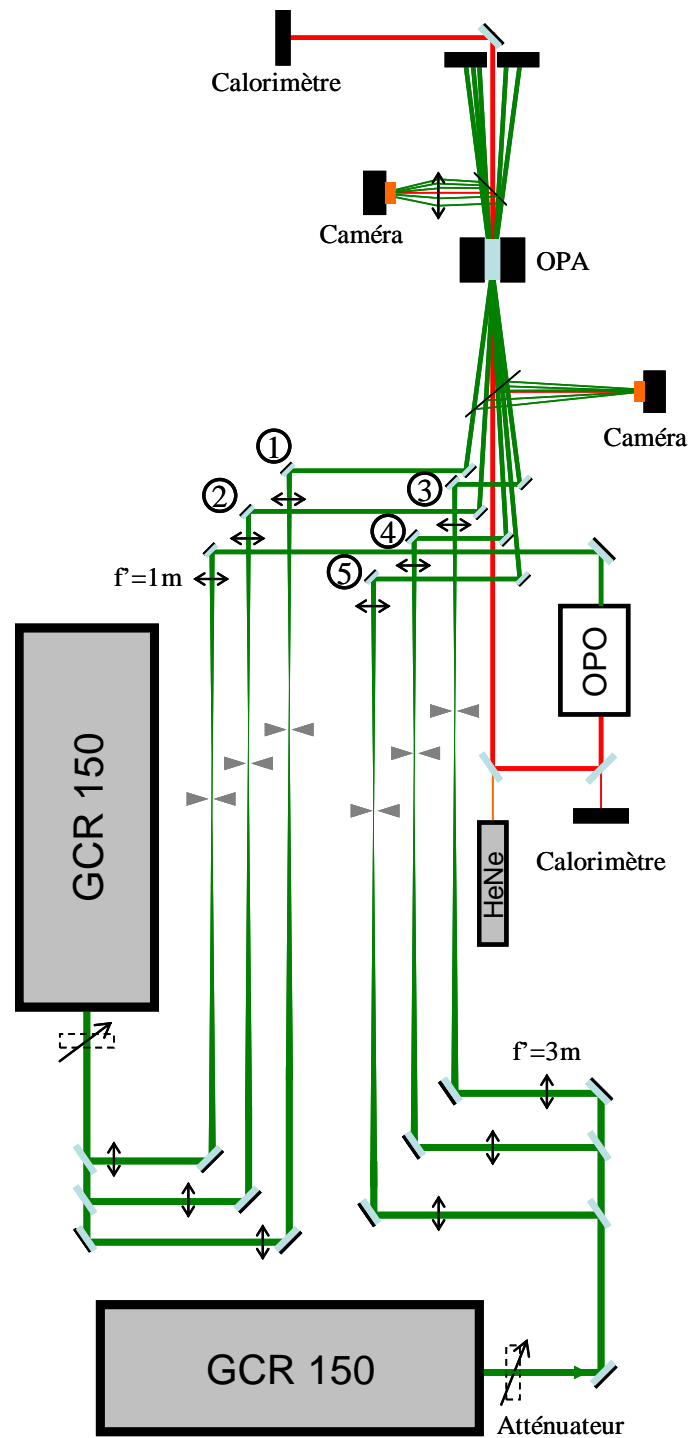 Calorimètre
Caméra
OPA
Caméra
1
3
2
4
f'=1m
5
OPO
GCR 150
Calorimètre
HeNe
f'=3m
GCR 150
Atténuateur